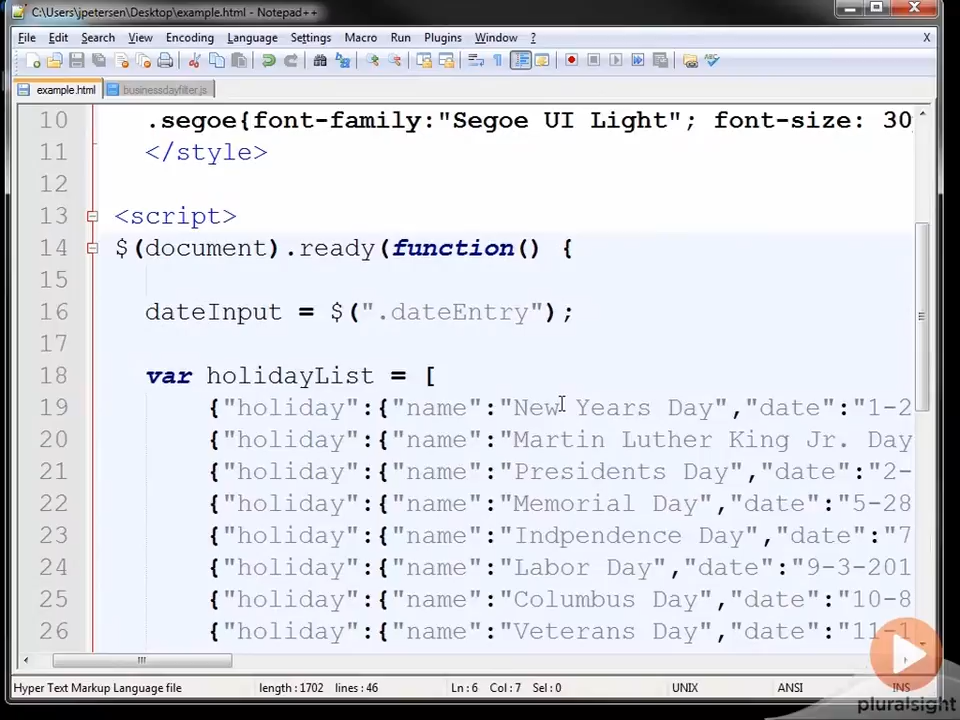 C:\Users\jpetersen\Desktop\example.html - Notepad++
File Edit Search View Encoding Language Settings Macro Run Plugins Window ? X
example.html businessdayfilter.js
10 .segoe{font-family:"Segoe UI Light"; font-size: 30
11 </style>
12
13 <script>
14 $(document).ready(function() {
15
16 dateInput = $(".dateEntry");
17
18 var holidayList = [
19 {"holiday":{"name":"New Years Day","date":"1-2
20 {"holiday":{"name":"Martin Luther King Jr. Day
21 {"holiday":{"name":"Presidents Day","date":"2-
22 {"holiday":{"name":"Memorial Day","date":"5-28
23 {"holiday":{"name":"Indpendence Day","date":"7
24 {"holiday":{"name":"Labor Day","date":"9-3-201
25 {"holiday":{"name":"Columbus Day","date":"10-8
26 {"holiday":{"name":"Veterans Day","date":"11-1
Hyper Text Markup Language file length:1702 lines:46 Ln:6 Col:7 Sel:0 UNIX ANSI INS
pluralsight